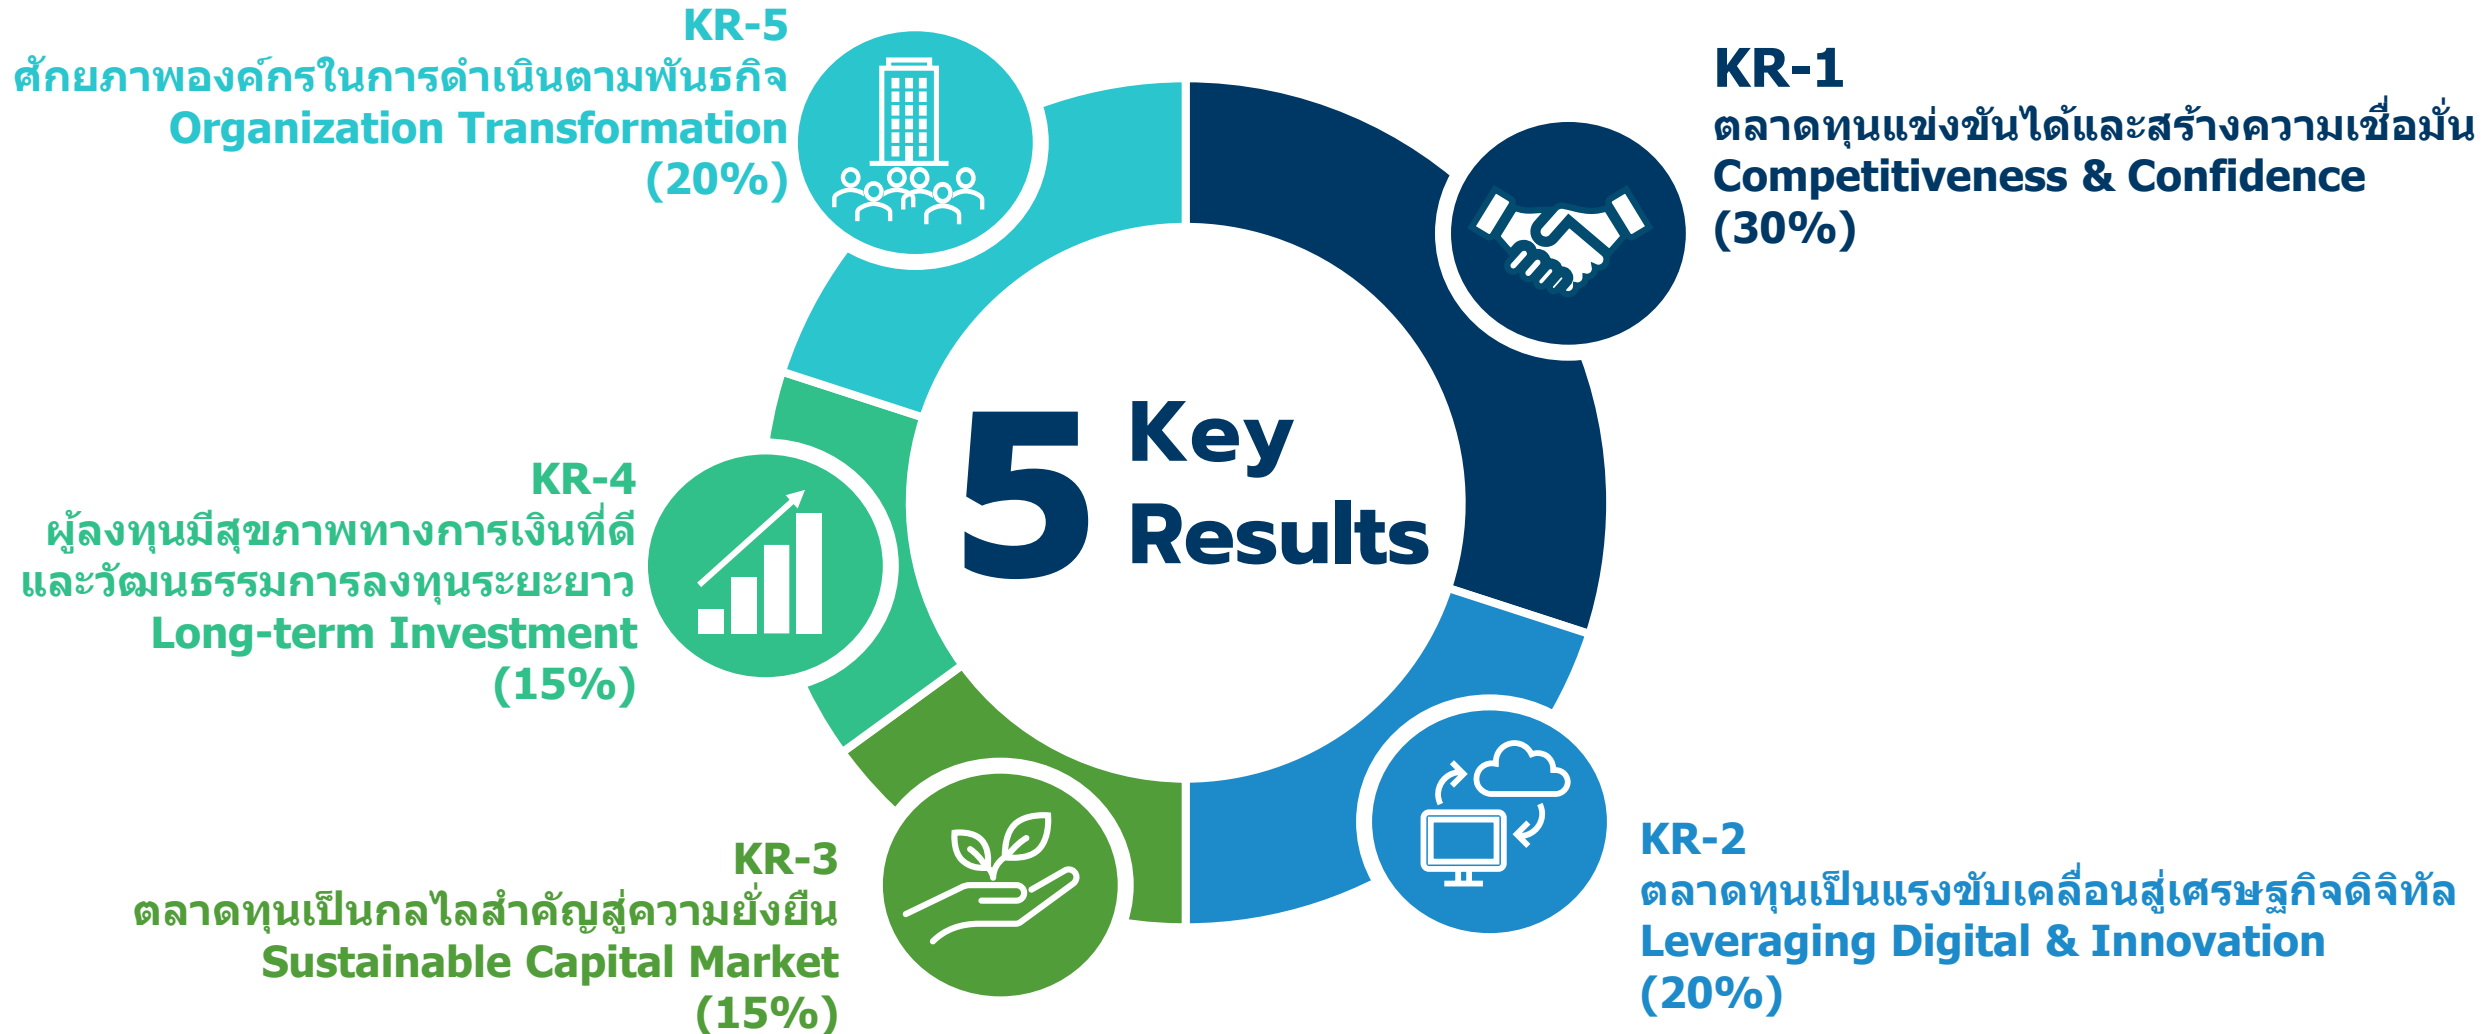 5 Key
Results
KR-1
ตลาดทุนแข่งขันได้และสร้างความเชื่อมั่น
Competitiveness & Confidence
(30%)
KR-2
ตลาดทุนเป็นแรงขับเคลื่อนสู่เศรษฐกิจดิจิทัล
Leveraging Digital & Innovation
(20%)
KR-3
ตลาดทุนเป็นกลไลสำคัญสู่ความยั่งยืน
Sustainable Capital Market
(15%)
KR-4
ผู้ลงทุนมีสุขภาพทางการเงินที่ดี
และวัฒนธรรมการลงทุนระยะยาว
Long-term Investment
(15%)
KR-5
ศักยภาพองค์กรในการดำเนินตามพันธกิจ
Organization Transformation
(20%)